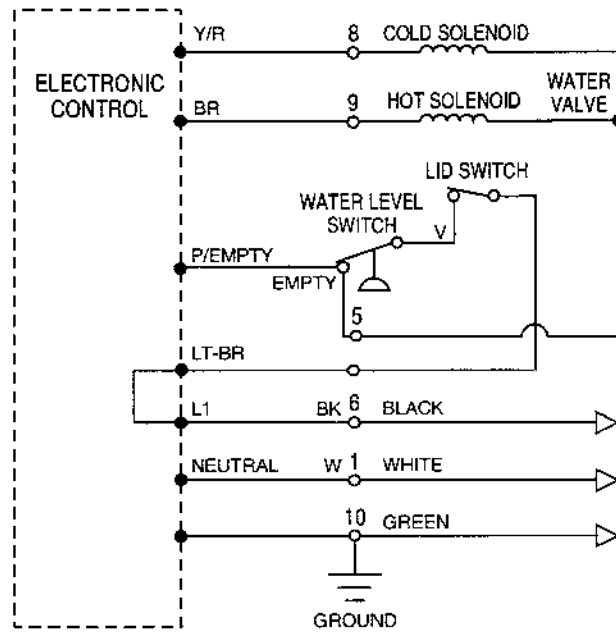 Y/R
8
COLD SOLENOID
ELECTRONIC
CONTROL
BR
9
HOT SOLENOID
WATER
VALVE
LID SWITCH
WATER LEVEL
SWITCH
V
P/EMPTY
EMPTY
5
LT-BR
L1
BK
6
BLACK
NEUTRAL
W
1
WHITE
10
GREEN
GROUND